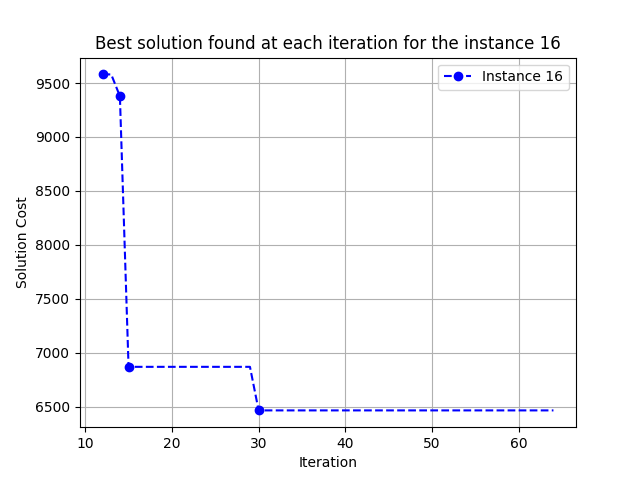 Best solution found at each iteration for the instance 16
Instance 16
Solution Cost
9500
9000
8500
8000
7500
7000
6500
10 20 30 40 50 60
Iteration